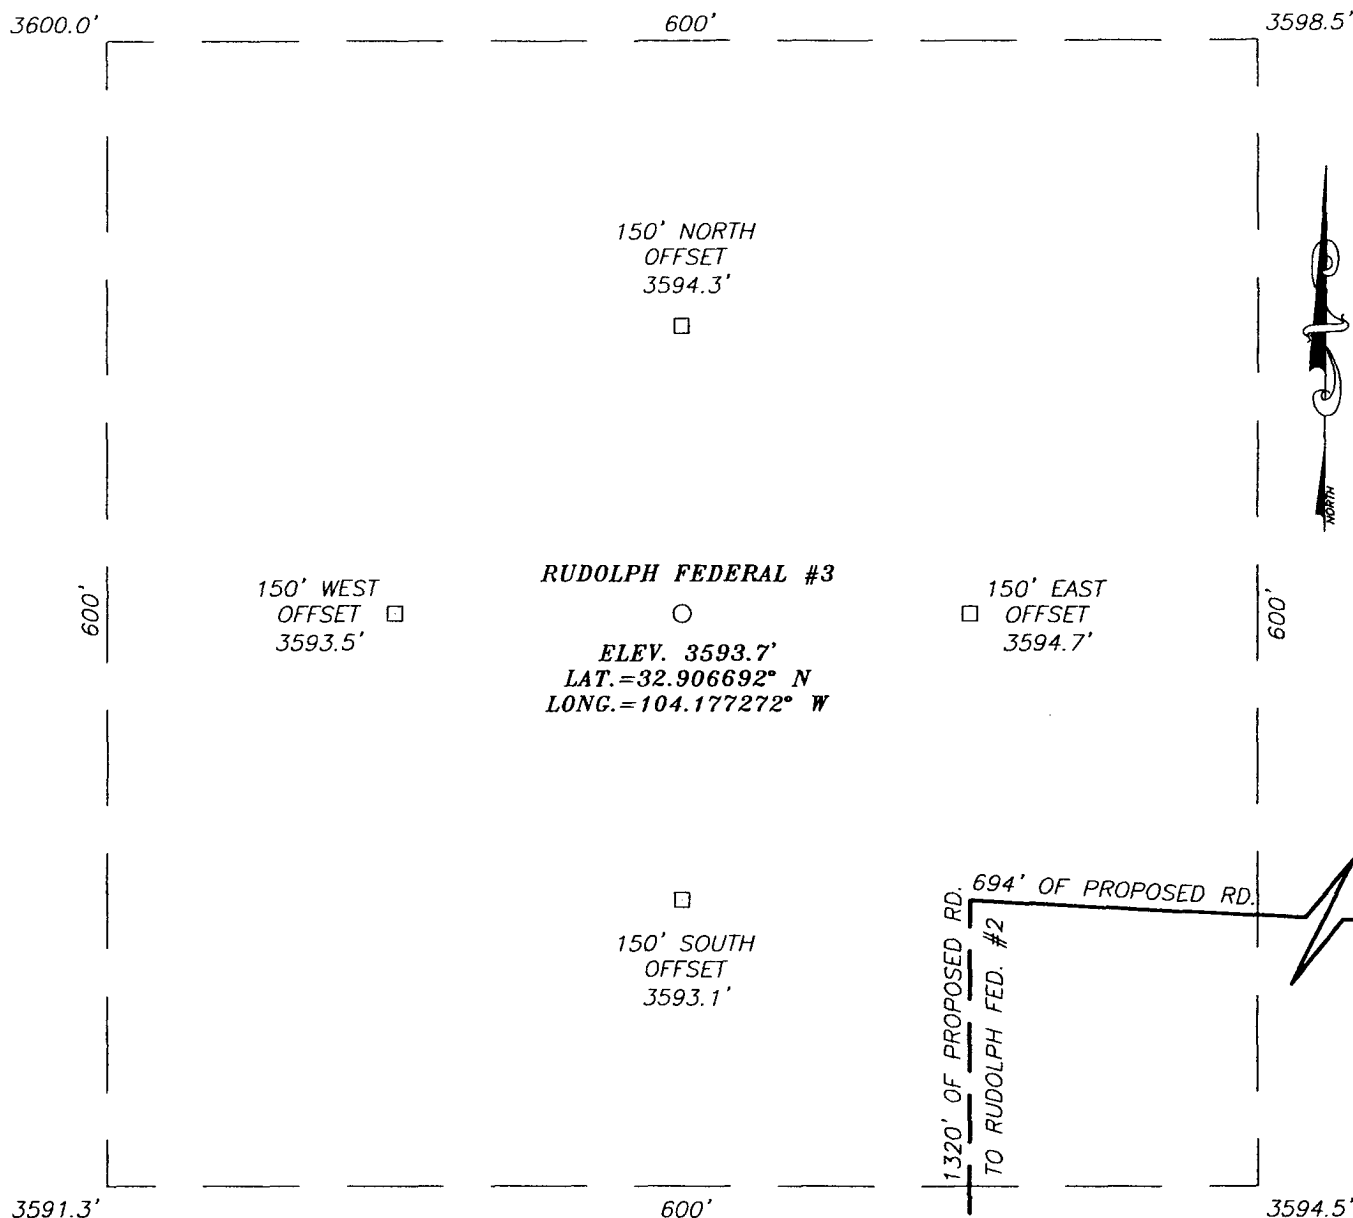 3600.0'
600'
3598.5'
150' NORTH
OFFSET
3594.3'
NORTH
600'
150' WEST
OFFSET
3593.5'
RUDOLPH FEDERAL #3
ELEV. 3593.7'
LAT.=32.906692° N
LONG.=104.177272° W
150' EAST
OFFSET
3594.7'
600'
150' SOUTH
OFFSET
3593.1'
694' OF PROPOSED RD.
1320' OF PROPOSED RD.
TO RUDOLPH FED. #2
3591.3'
600'
3594.5'